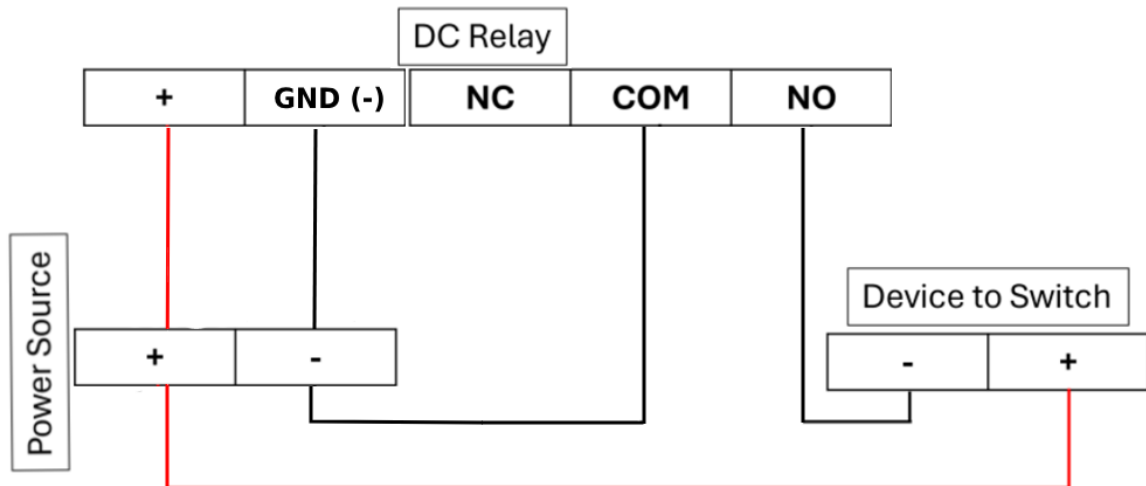 DC Relay
+ GND (-) NC COM NO
Power Source
+ -
Device to Switch
- +